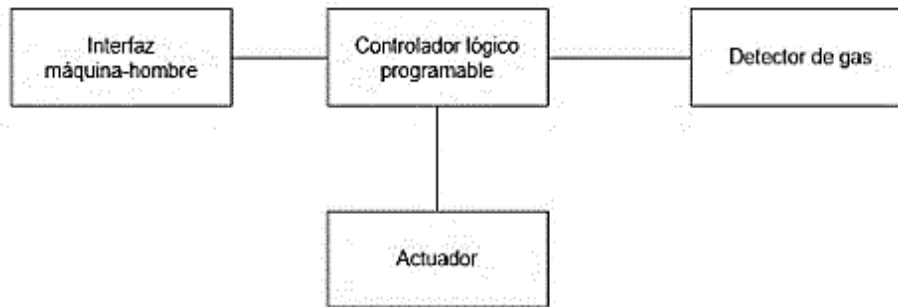 Interfaz
máquina-hombre
Controlador lógico
programable
Detector de gas
Actuador